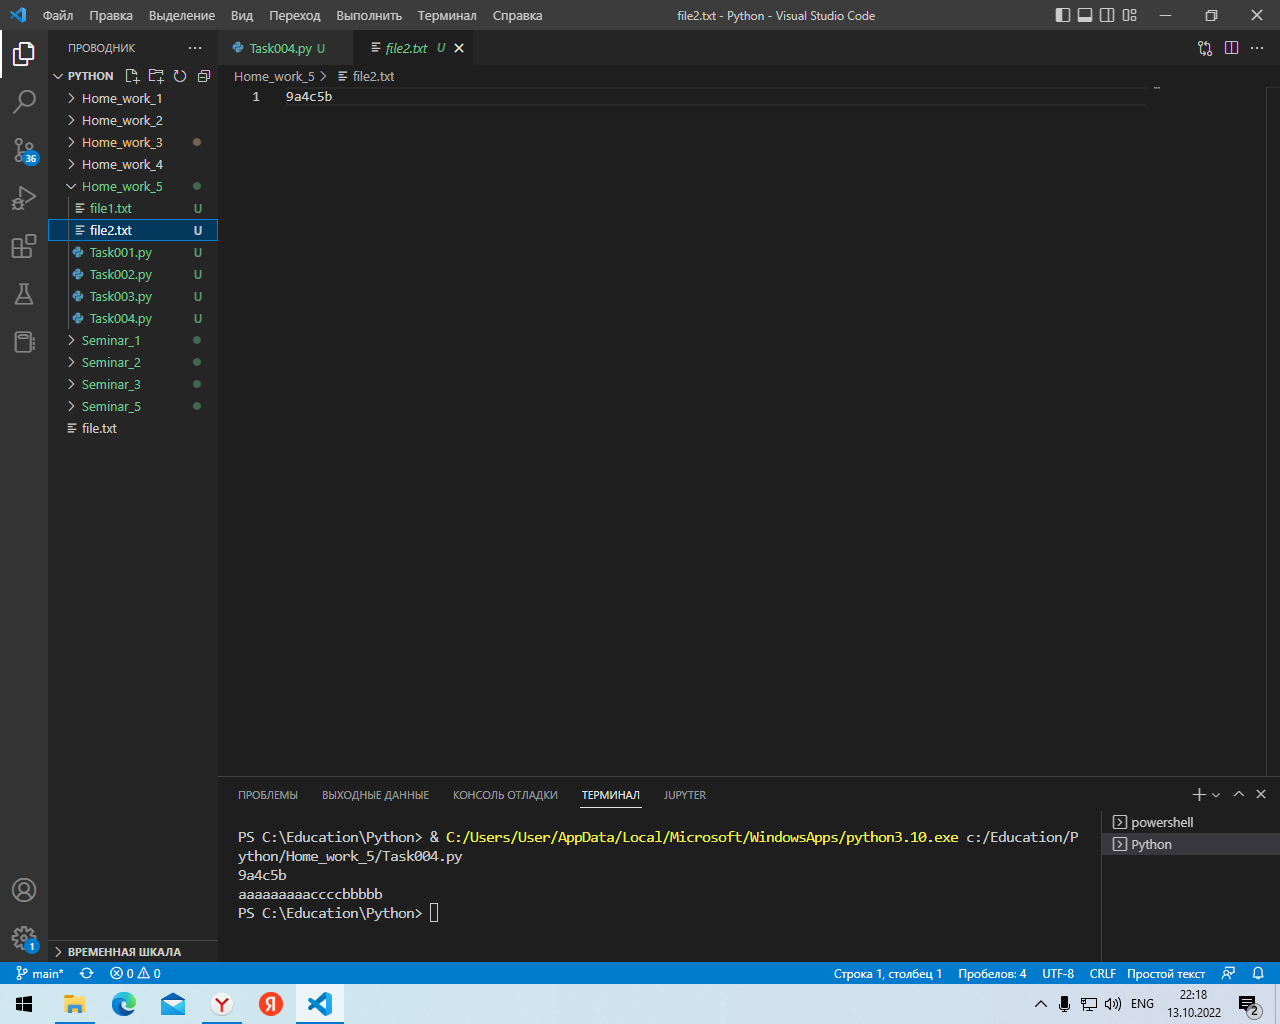 Файл Правка Выделение Вид Переход Выполнить Терминал Справка
file2.txt - Python - Visual Studio Code
ПРОВОДНИК
PYTHON
Home_work_1
Home_work_2
Home_work_3
Home_work_4
Home_work_5
file1.txt U
file2.txt U
Task001.py U
Task002.py U
Task003.py U
Task004.py U
Seminar_1
Seminar_2
Seminar_3
Seminar_5
file.txt
ВРЕМЕННАЯ ШКАЛА
36
1
Task004.py U
file2.txt U
Home_work_5 > file2.txt
1 9a4c5b
ПРОБЛЕМЫ ВЫХОДНЫЕ ДАННЫЕ КОНСОЛЬ ОТЛАДКИ ТЕРМИНАЛ JUPYTER
PS C:\Education\Python> & C:/Users/User/AppData/Local/Microsoft/WindowsApps/python3.10.exe c:/Education/P
ython/Home_work_5/Task004.py
9a4c5b
aaaaaaaaaccccbbbbb
PS C:\Education\Python>
powershell
Python
main* 0 0
Строка 1, столбец 1 Пробелов: 4 UTF-8 CRLF Простой текст
Y Я ENG
22:18
13.10.2022
2